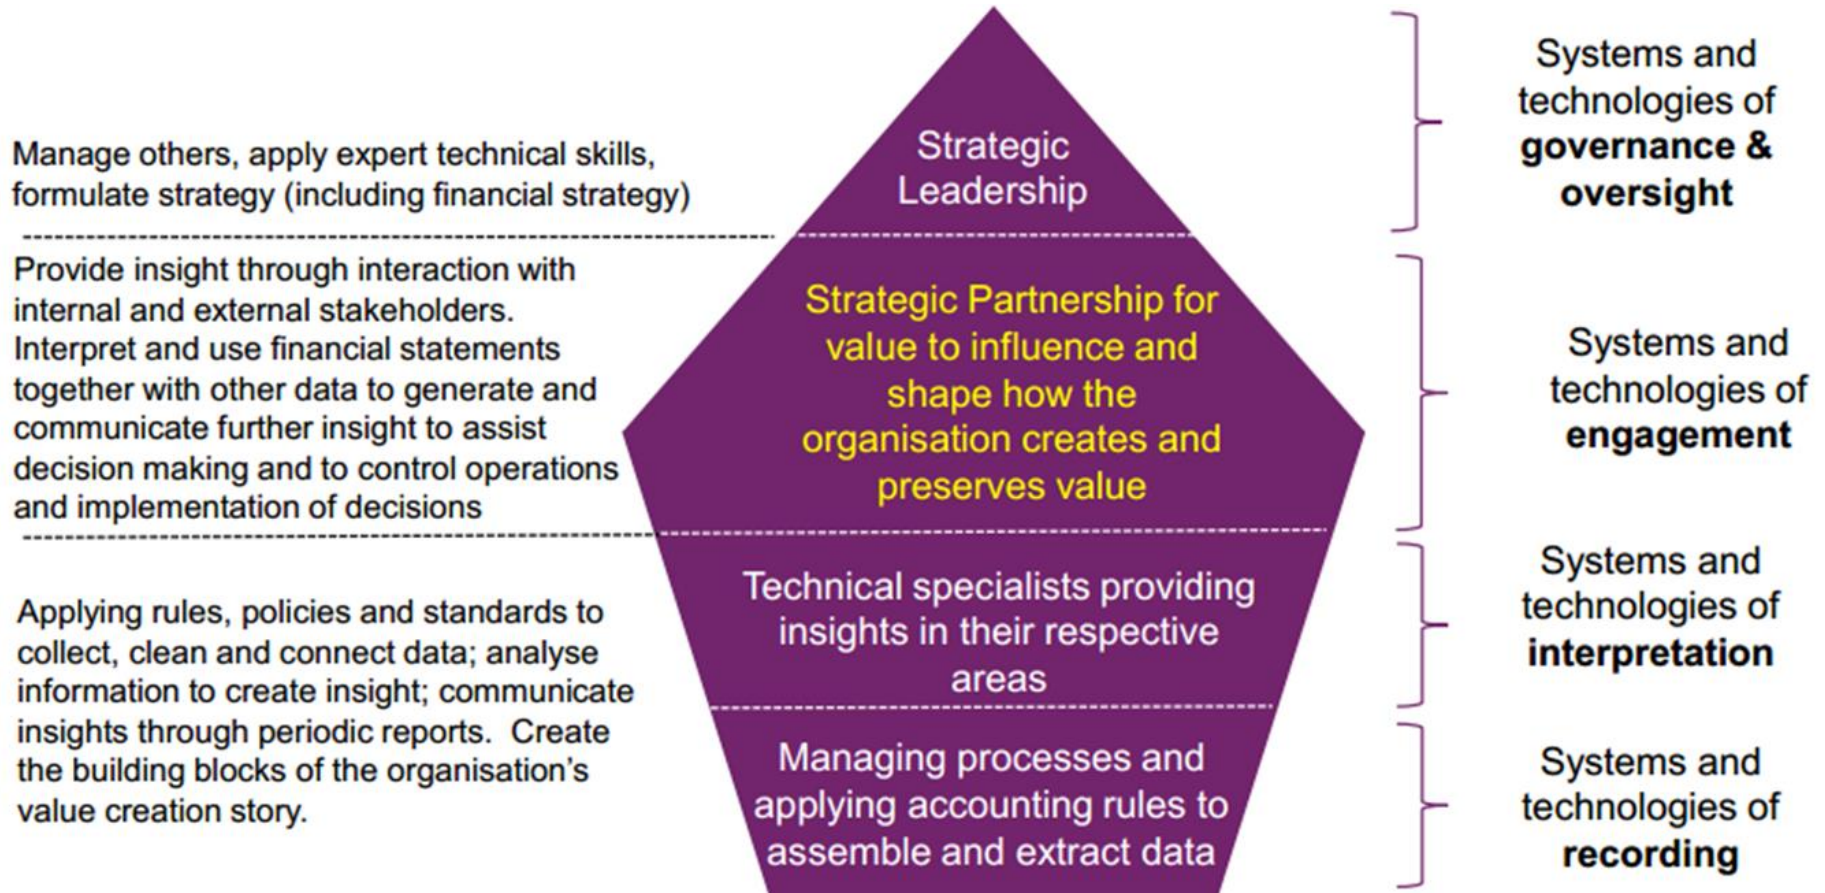 Manage others, apply expert technical skills,
formulate strategy (including financial strategy)
Strategic
Leadership
Systems and
technologies of
governance &
oversight
Provide insight through interaction with
internal and external stakeholders.
Interpret and use financial statements
together with other data to generate and
communicate further insight to assist
decision making and to control operations
and implementation of decisions
Strategic Partnership for
value to influence and
shape how the
organisation creates and
preserves value
Systems and
technologies of
engagement
Applying rules, policies and standards to
collect, clean and connect data; analyse
information to create insight; communicate
insights through periodic reports.  Create
the building blocks of the organisation's
value creation story.
Technical specialists providing
insights in their respective
areas
Systems and
technologies of
interpretation
Managing processes and
applying accounting rules to
assemble and extract data
Systems and
technologies of
recording